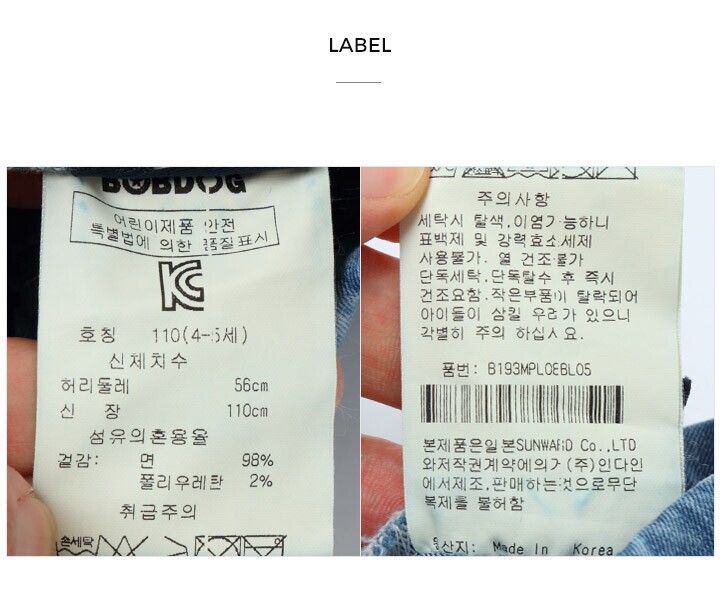 LABEL
BOBDOG
어린이제품 안전
특별법에 의한 품질표시
KC
호칭 110(4-5세)
신체치수
허리둘레 56cm
신 장 110cm
섬유의혼용율
겉감: 면 98%
폴리우레탄 2%
취급주의
손세탁
주의사항
세탁시 탈색,이염가능하니
표백제 및 강력효소세제
사용불가. 열 건조불가
단독세탁,단독탈수 후 즉시
건조요함.작은부품이 탈락되어
아이들이 삼킬 우려가 있으니
각별히 주의 하십시요.
품번: B193MPL08BL05
본제품은일본SUNWARD Co.,LTD
와저작권계약에의거(주)인다인
에서제조,판매하는것으로무단
복제를 불허함
원산지: Made In Korea